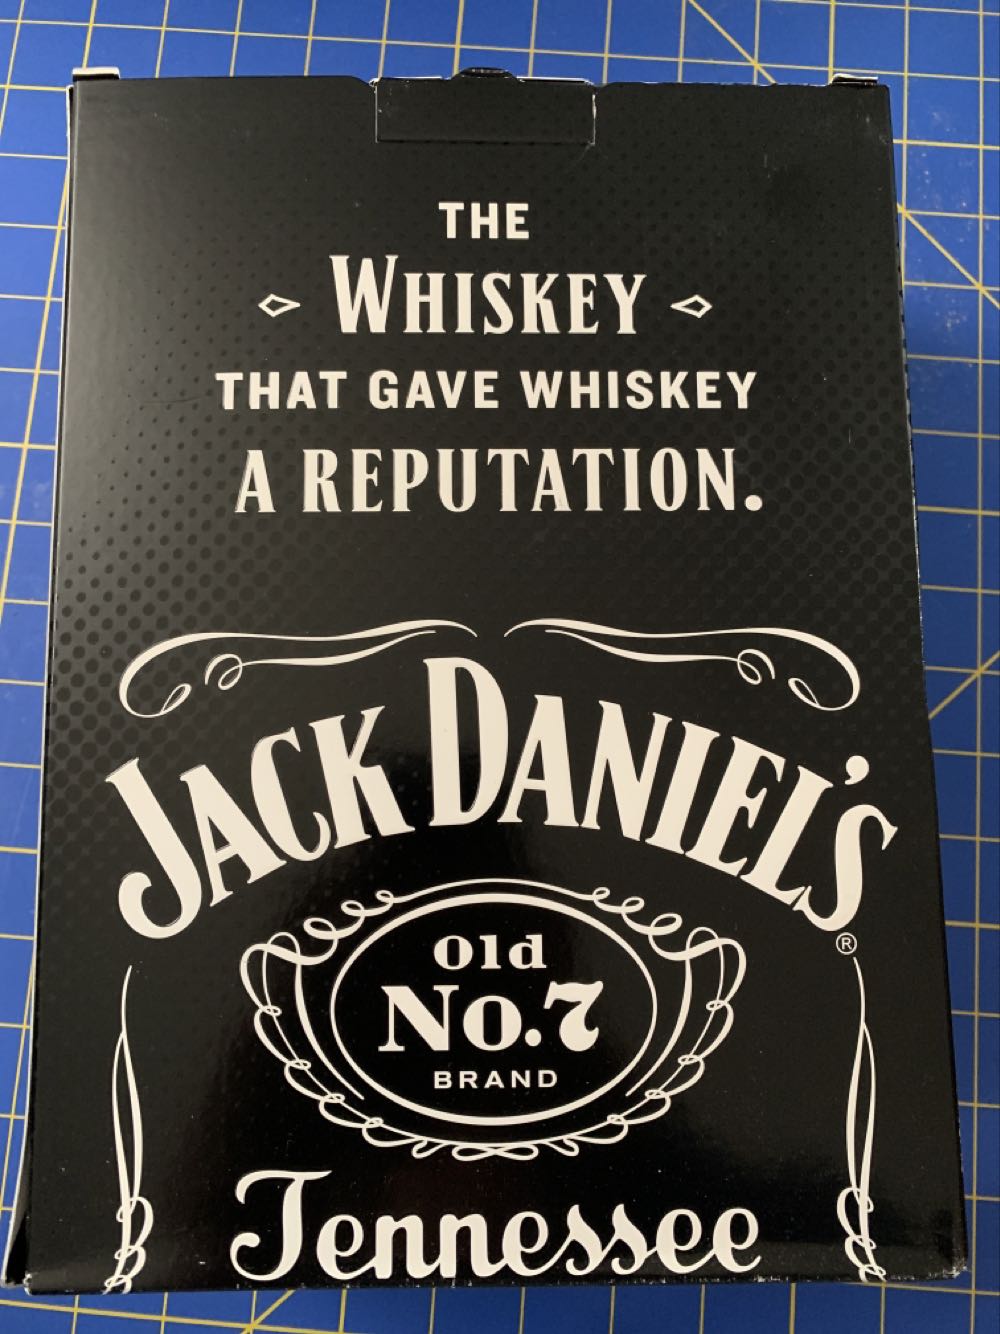 THE
WHISKEY
THAT GAVE WHISKEY
A REPUTATION.
JACK DANIEL'S
®
Old
No.7
BRAND
Tennessee